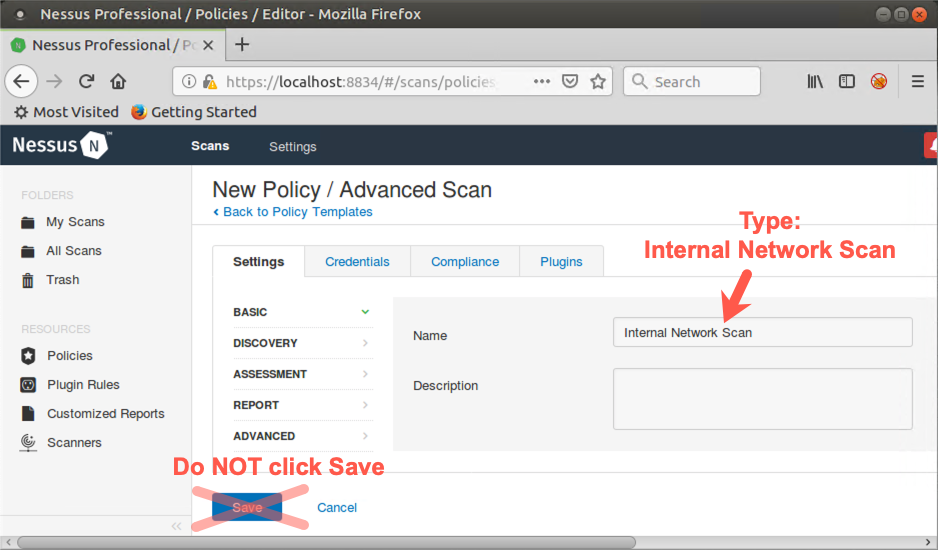 Nessus Professional / Policies / Editor - Mozilla Firefox
Nessus Professional / Po
https://localhost:8834/#/scans/policies
Search
Most Visited
Getting Started
Nessus N ™
Scans
Settings
FOLDERS
My Scans
All Scans
Trash
RESOURCES
Policies
Plugin Rules
Customized Reports
Scanners
New Policy / Advanced Scan
Back to Policy Templates
Type:
Internal Network Scan
Settings
Credentials
Compliance
Plugins
BASIC
DISCOVERY
ASSESSMENT
REPORT
ADVANCED
Name
Internal Network Scan
Description
Do NOT click Save
Save
Cancel